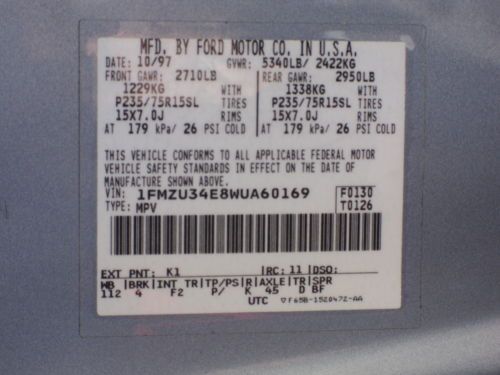 MFD. BY FORD MOTOR CO. IN U.S.A.
DATE: 10/97 GVWR: 5340LB/ 2422KG
FRONT GAWR: 2710LB REAR GAWR: 2950LB
1229KG WITH 1338KG WITH
P235/75R15SL TIRES P235/75R15SL TIRES
15X7.0J RIMS 15X7.0J RIMS
AT 179 kPa/ 26 PSI COLD AT 179 kPa/ 26 PSI COLD
THIS VEHICLE CONFORMS TO ALL APPLICABLE FEDERAL MOTOR
VEHICLE SAFETY STANDARDS IN EFFECT ON THE DATE OF
MANUFACTURE SHOWN ABOVE.
VIN: 1FMZU34E8WUA60169 F0130
TYPE: MPV T0126
EXT PNT: K1 RC: 11 DSO:
WB BRK INT TR TP/PS R AXLE TR SPR
112 4 F2 P/ K 45 D BF
UTC ▽F65B-1520472-AA